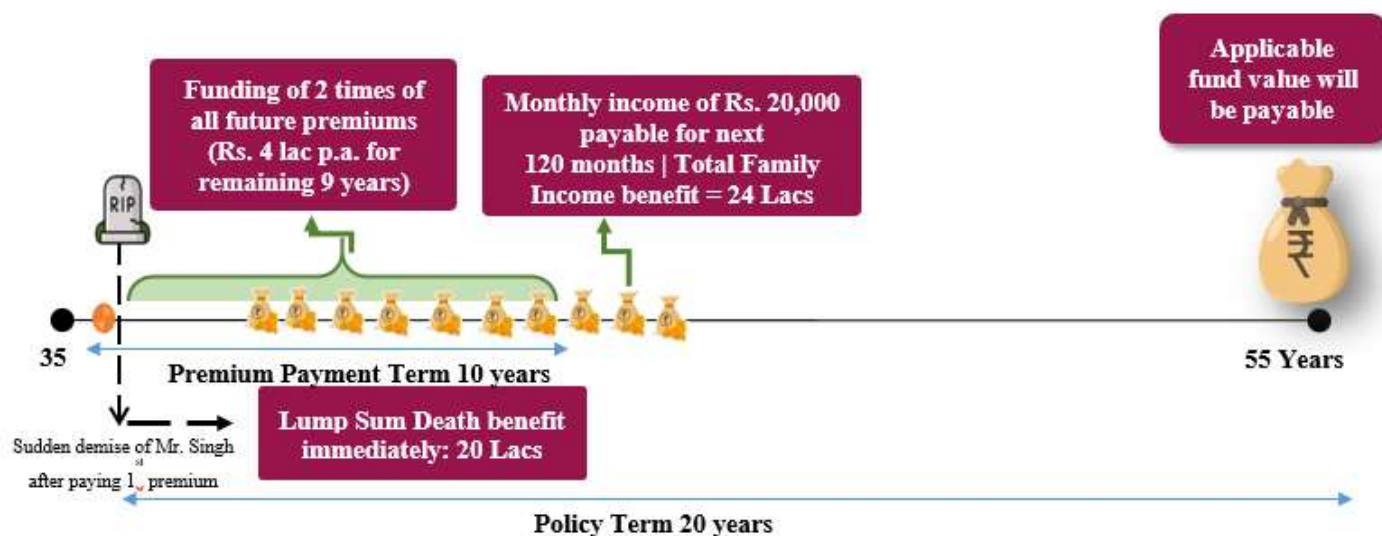 Applicable
fund value will
be payable
Funding of 2 times of
all future premiums
(Rs. 4 lac p.a. for
remaining 9 years)
Monthly income of Rs. 20,000
payable for next
120 months | Total Family
Income benefit = 24 Lacs
RIP
₹
35
55 Years
Premium Payment Term 10 years
Lump Sum Death benefit
immediately: 20 Lacs
Sudden demise of Mr. Singh
after paying 1st premium
Policy Term 20 years